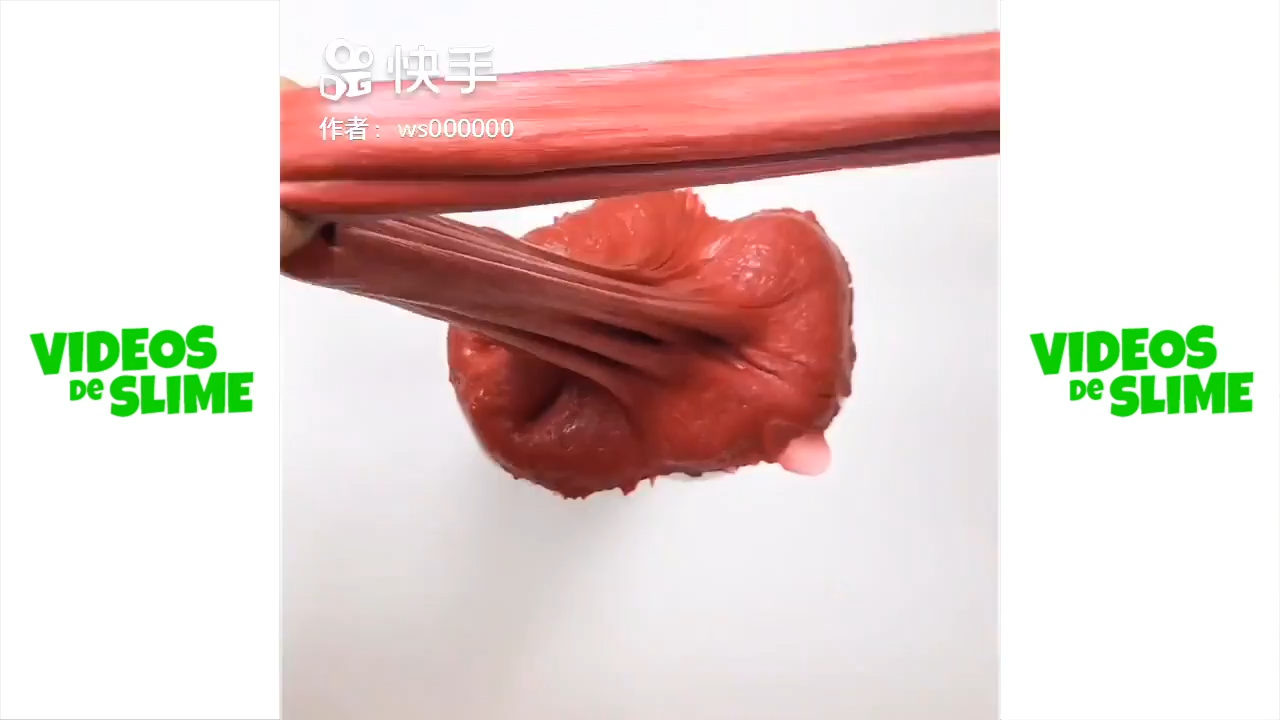 快手
作者：ws000000
VIDEOS
De SLIME
VIDEOS
De SLIME